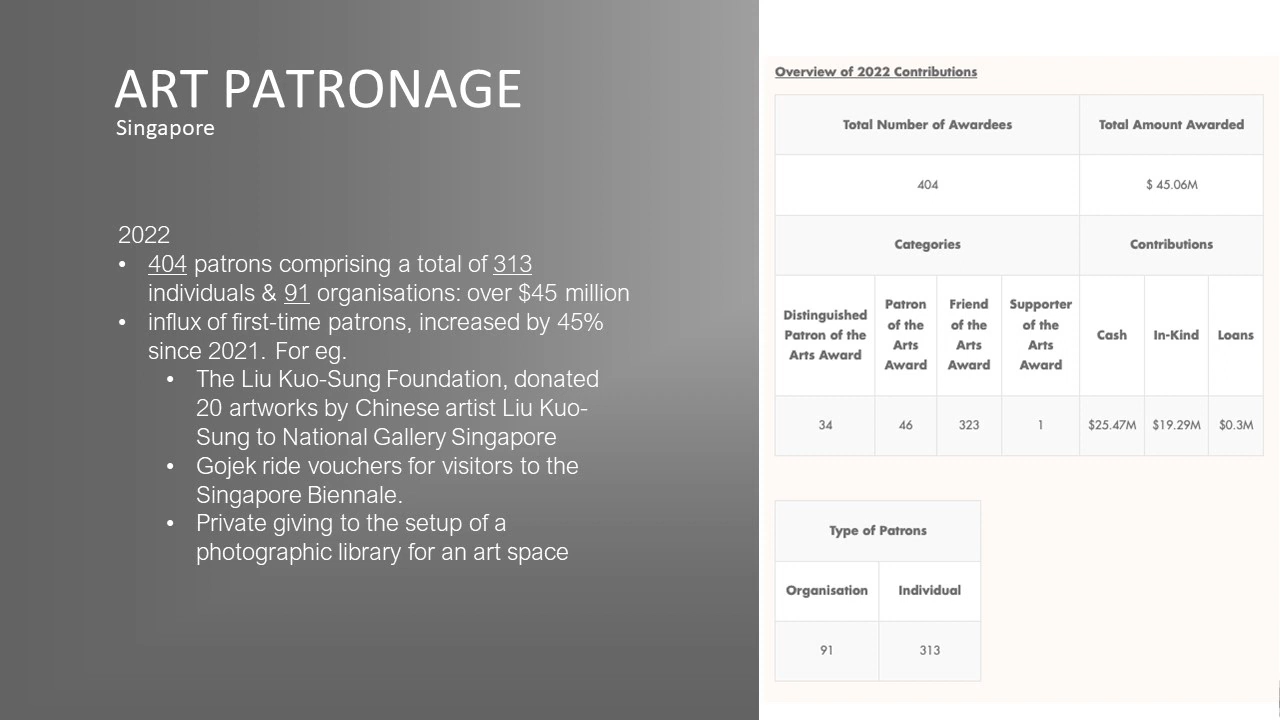 ART PATRONAGE
Singapore
2022
• 404 patrons comprising a total of 313
individuals & 91 organisations: over $45 million
• influx of first-time patrons, increased by 45%
since 2021. For eg.
• The Liu Kuo-Sung Foundation, donated
20 artworks by Chinese artist Liu Kuo-
Sung to National Gallery Singapore
• Gojek ride vouchers for visitors to the
Singapore Biennale.
• Private giving to the setup of a
photographic library for an art space
Overview of 2022 Contributions
Total Number of Awardees Total Amount Awarded
404 $ 45.06M
Categories Contributions
Distinguished Patron of the Arts Award Patron of the Arts Award Friend of the Arts Award Supporter of the Arts Award Cash In-Kind Loans
34 46 323 1 $25.47M $19.29M $0.3M
Type of Patrons
Organisation Individual
91 313